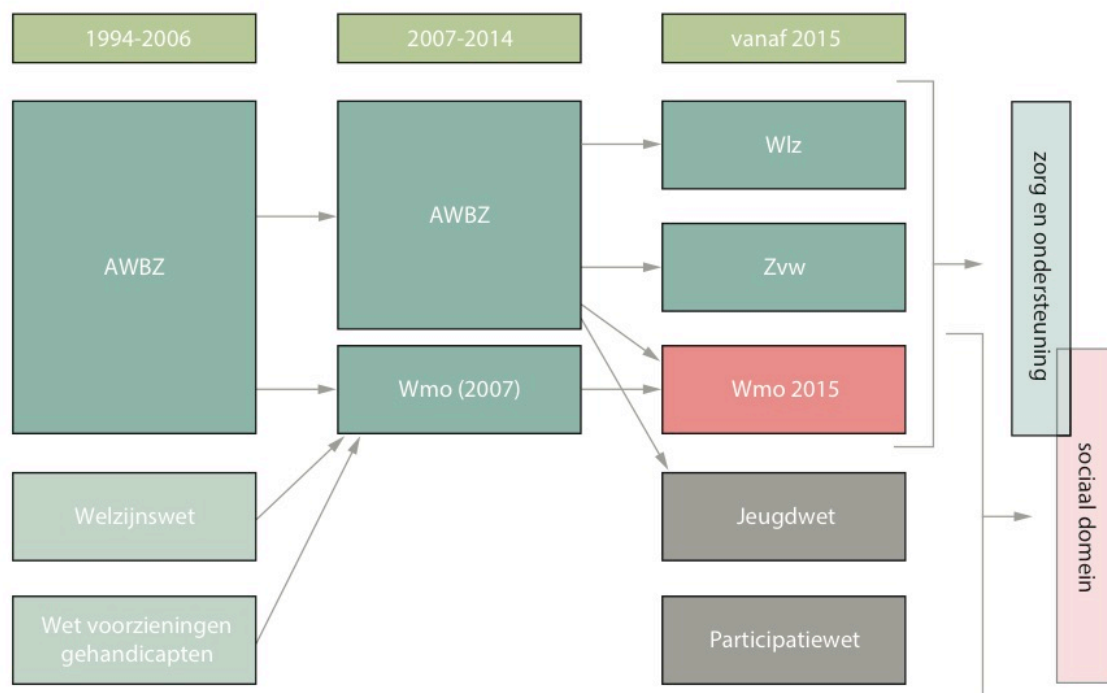 1994-2006
2007-2014
vanaf 2015
AWBZ
AWBZ
Wlz
Zvw
Wmo (2007)
Wmo 2015
Welzijnswet
Jeugdwet
Wet voorzieningen
gehandicapten
Participatiewet
zorg en ondersteuning
sociaal domein